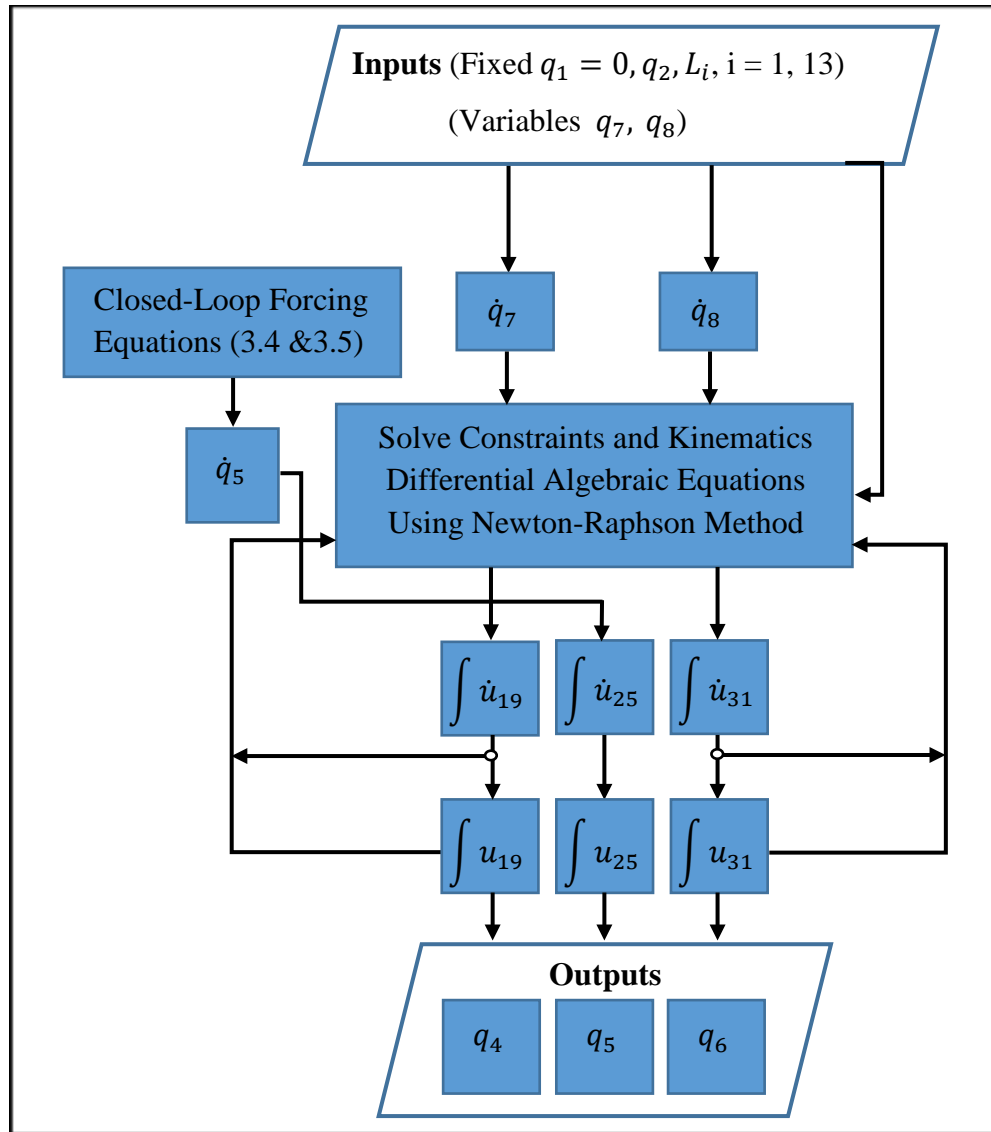 Inputs (Fixed q₁ = 0, q₂, Lᵢ, i = 1, 13)
(Variables q₇, q₈)
Closed-Loop Forcing
Equations (3.4 &3.5)
q̇₇
q̇₈
q̇₅
Solve Constraints and Kinematics
Differential Algebraic Equations
Using Newton-Raphson Method
∫ u̇₁₉
∫ u̇₂₅
∫ u̇₃₁
∫ u₁₉
∫ u₂₅
∫ u₃₁
Outputs
q₄
q₅
q₆